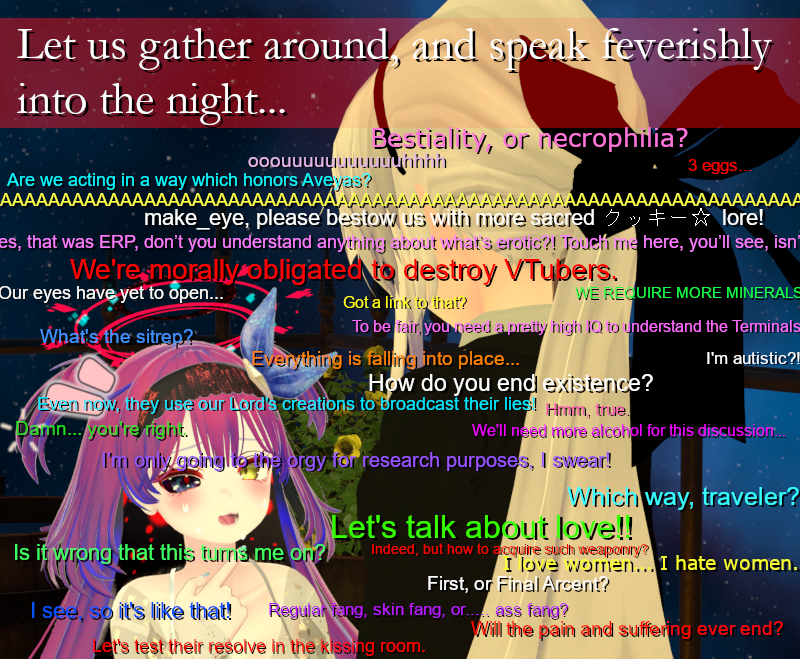 Let us gather around, and speak feverishly
into the night...
Bestiality, or necrophilia?
ooouuuuuuuuuuuhhhh
3 eggs...
Are we acting in a way which honors Aveyas?
AAAAAAAAAAAAAAAAAAAAAAAAAAAAAAAAAAAAAAAAAAAAAAAAAAAAAAAAAAAAAAAA
make_eye, please bestow us with more sacred クッキー☆ lore!
es, that was ERP, don't you understand anything about what's erotic?! Touch me here, you'll see, isn'
We're morally obligated to destroy VTubers.
Our eyes have yet to open...
Got a link to that?
WE REQUIRE MORE MINERALS
To be fair, you need a pretty high IQ to understand the Terminals
What's the sitrep?
Everything is falling into place...
I'm autistic?!
How do you end existence?
Even now, they use our Lord's creations to broadcast their lies!
Hmm, true.
Damn... you're right.
We'll need more alcohol for this discussion...
I'm only going to the orgy for research purposes, I swear!
Which way, traveler?
Let's talk about love!!
Is it wrong that this turns me on?
Indeed, but how to acquire such weaponry?
I love women... I hate women.
First, or Final Arcent?
I see, so it's like that!
Regular fang, skin fang, or..... ass fang?
Will the pain and suffering ever end?
Let's test their resolve in the kissing room.